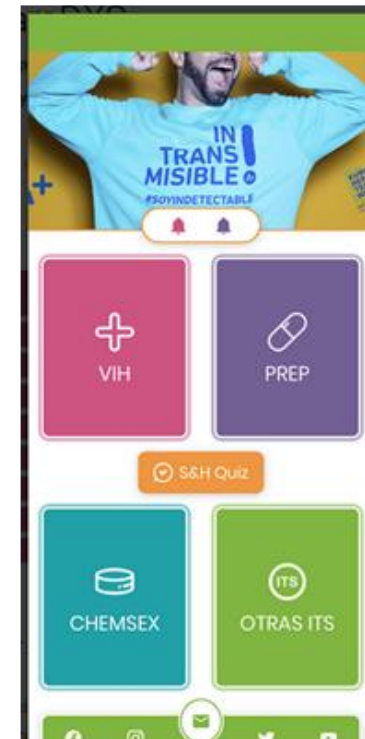 IN
TRANS
MISIBLE
#SOYINDETECTABLE
A+
VIH
PREP
S&H Quiz
CHEMSEX
ITS
OTRAS ITS